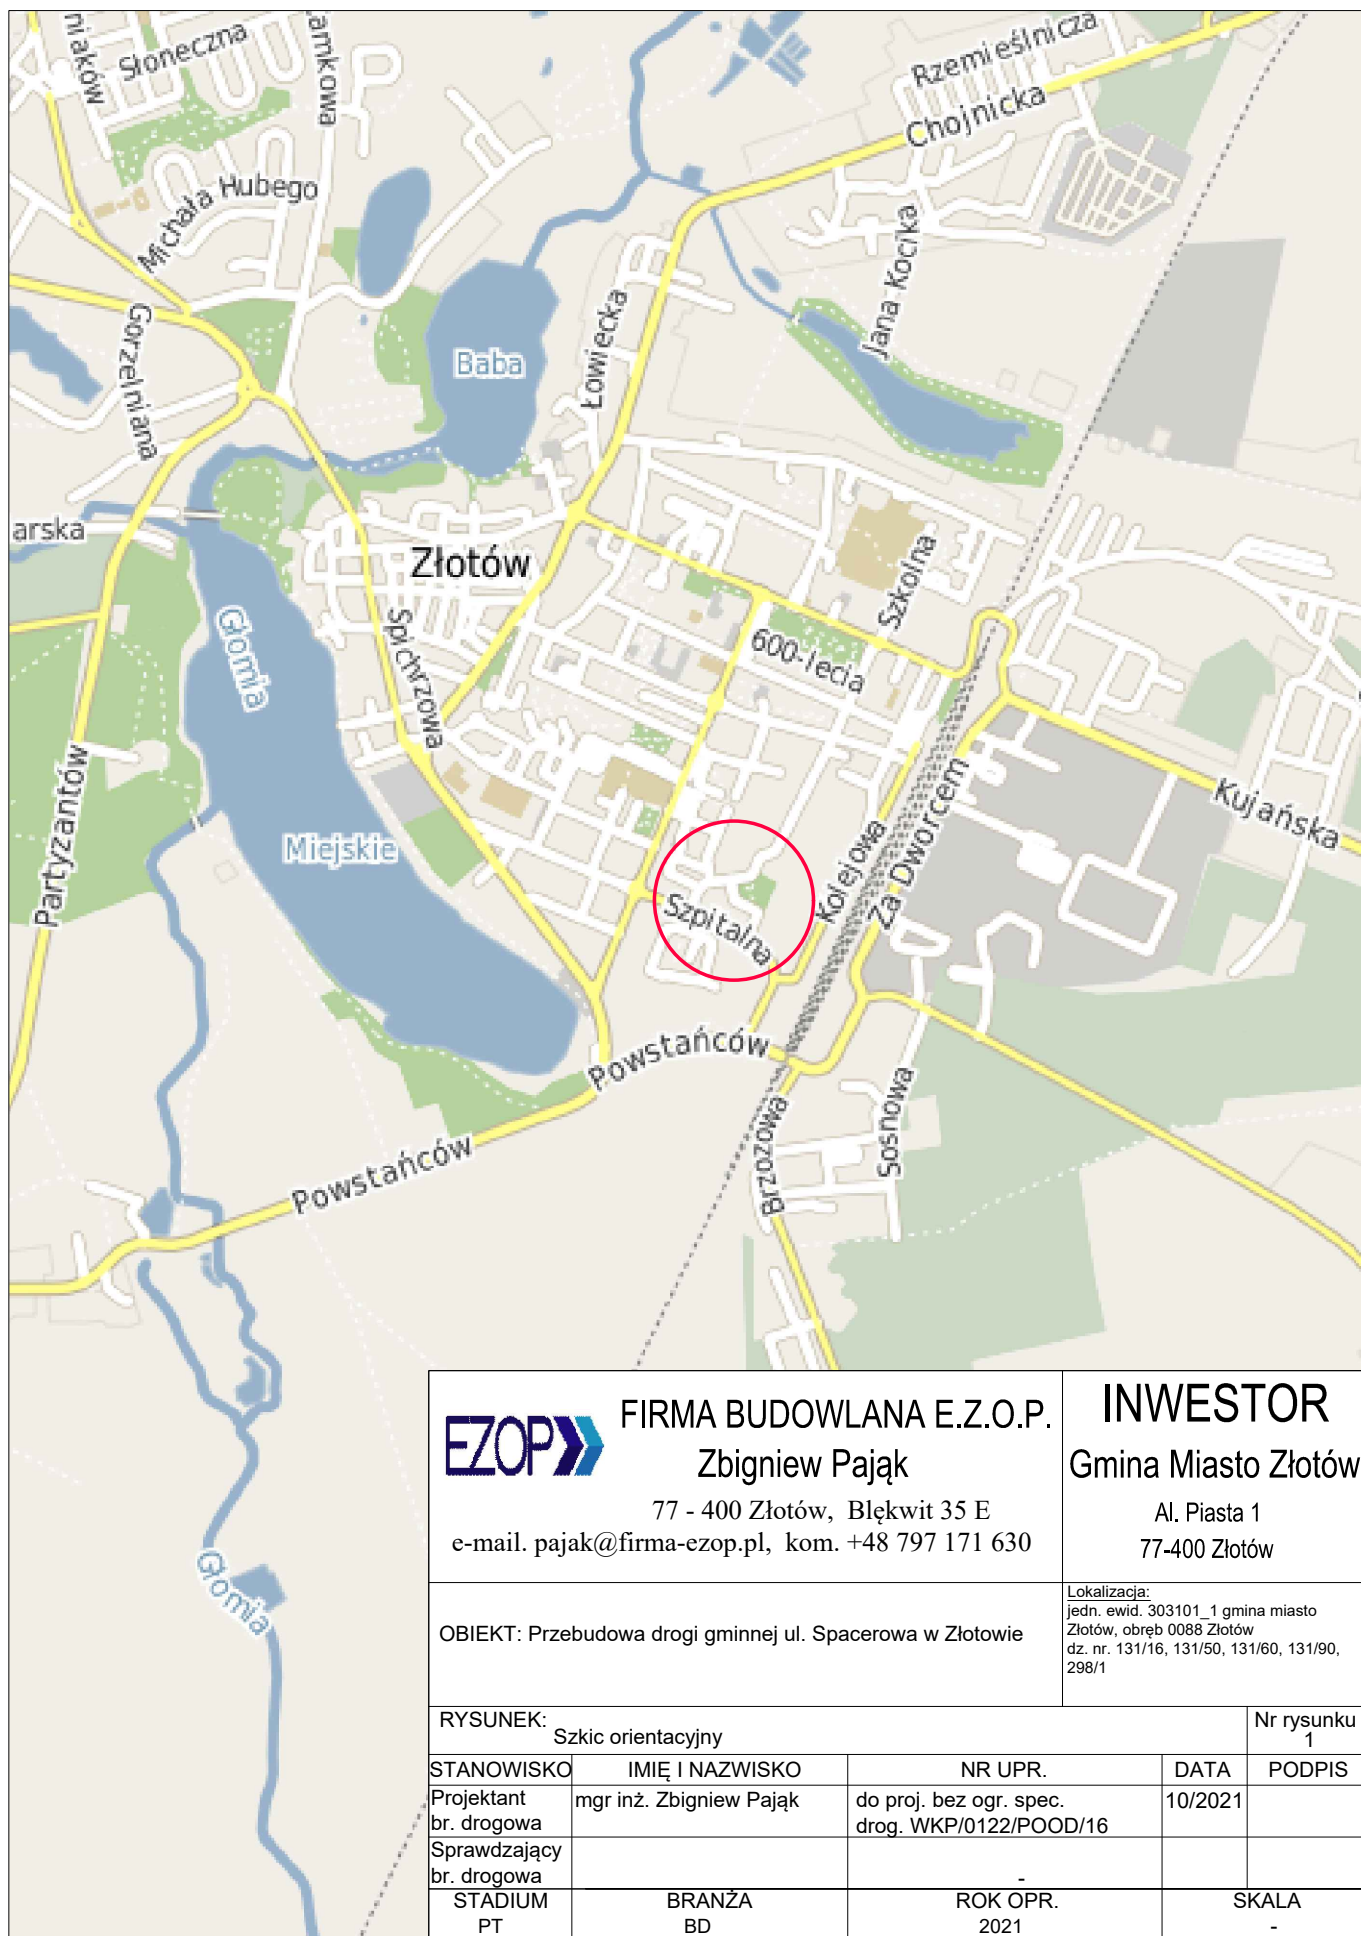 niaków
Słoneczna
amkowa
Rzemieślnicza
Chojnicka
Michała Hubego
Jana Kocika
Gorzelniana
Łowiecka
Baba
arska
Złotów
Szkolna
Głomia
Spichrzowa
600-lecia
Partyzantów
Miejskie
Kujańska
Kolejowa
Za Dworcem
Szpitalna
Powstańców
Sosnowa
Brzozowa
Powstańców
Głomia
EZOP
FIRMA BUDOWLANA E.Z.O.P.
Zbigniew Pająk
77 - 400 Złotów, Blękwit 35 E
e-mail. pajak@firma-ezop.pl, kom. +48 797 171 630
INWESTOR
Gmina Miasto Złotów
Al. Piasta 1
77-400 Złotów
OBIEKT: Przebudowa drogi gminnej ul. Spacerowa w Złotowie
Lokalizacja:
jedn. ewid. 303101_1 gmina miasto
Złotów, obręb 0088 Złotów
dz. nr. 131/16, 131/50, 131/60, 131/90,
298/1
RYSUNEK:
Szkic orientacyjny
Nr rysunku
1
STANOWISKO IMIĘ I NAZWISKO NR UPR. DATA PODPIS
Projektant mgr inż. Zbigniew Pająk do proj. bez ogr. spec. 10/2021
br. drogowa drog. WKP/0122/POOD/16
Sprawdzający
br. drogowa -
STADIUM BRANŻA ROK OPR. SKALA
PT BD 2021 -